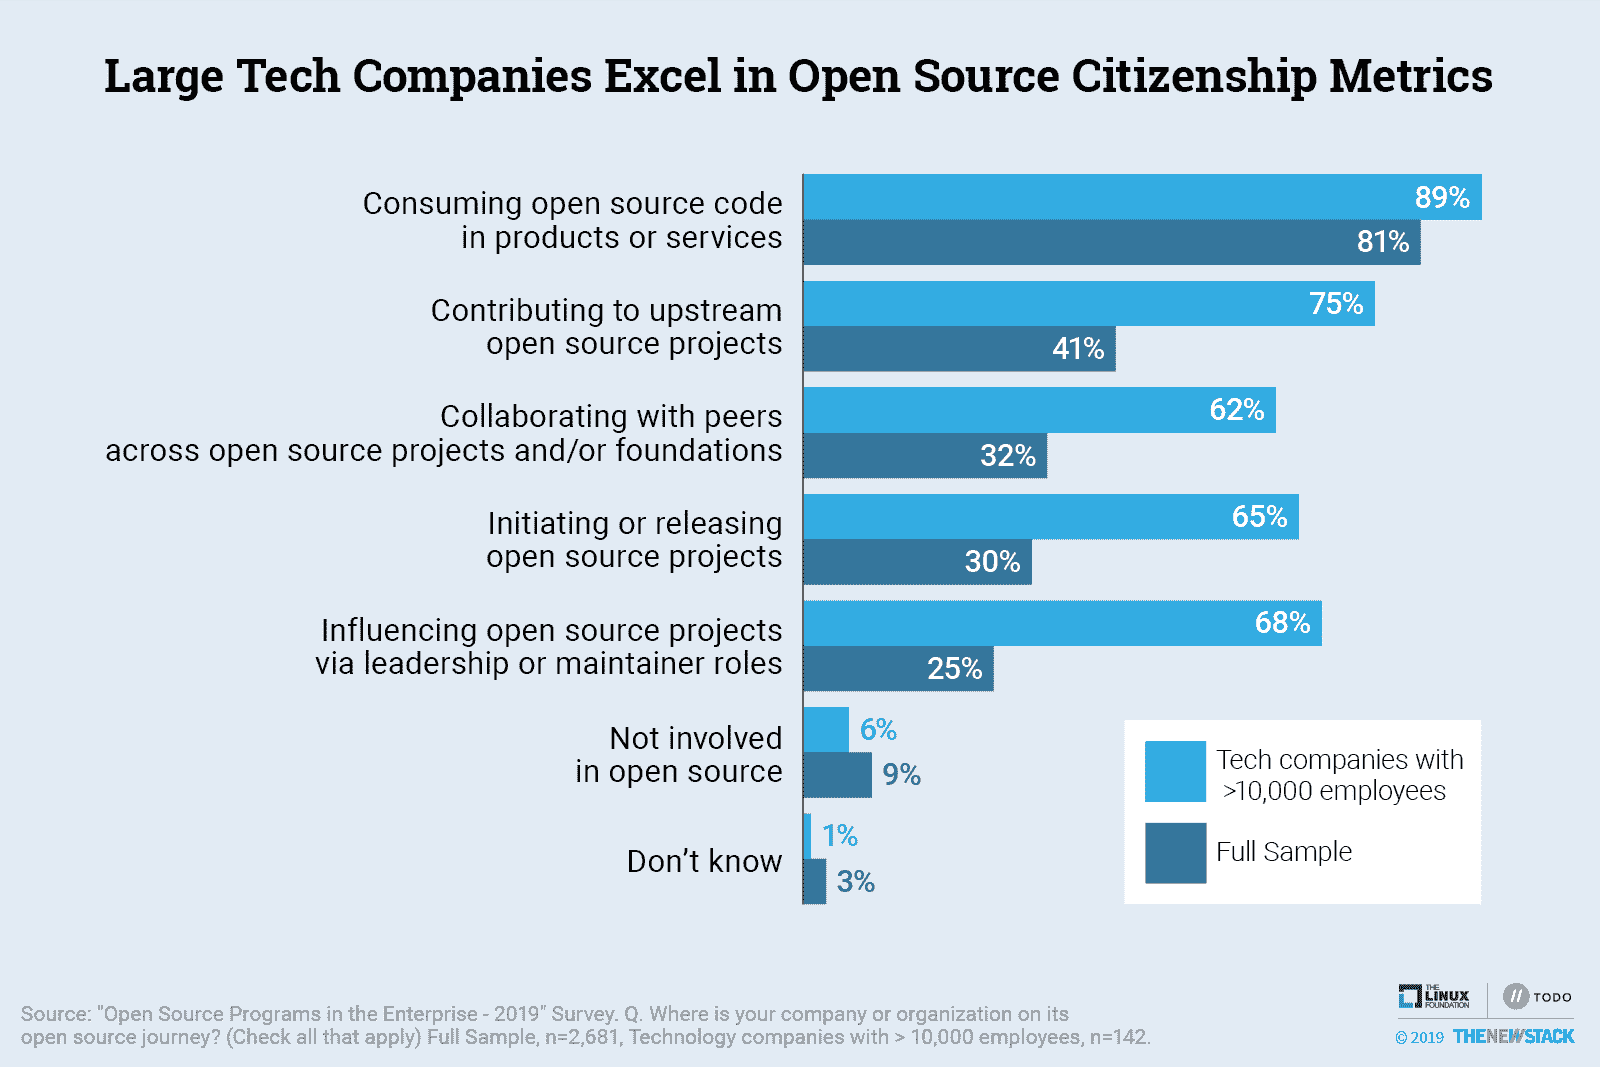 Large Tech Companies Excel in Open Source Citizenship Metrics
Consuming open source code
in products or services
89%
81%
Contributing to upstream
open source projects
75%
41%
Collaborating with peers
across open source projects and/or foundations
62%
32%
Initiating or releasing
open source projects
65%
30%
Influencing open source projects
via leadership or maintainer roles
68%
25%
Not involved
in open source
6%
9%
Don’t know
1%
3%
Tech companies with
>10,000 employees
Full Sample
Source: "Open Source Programs in the Enterprise - 2019" Survey. Q. Where is your company or organization on its
open source journey? (Check all that apply) Full Sample, n=2,681, Technology companies with > 10,000 employees, n=142.
THE
LINUX
FOUNDATION
// TODO
© 2019 THENEWSTACK